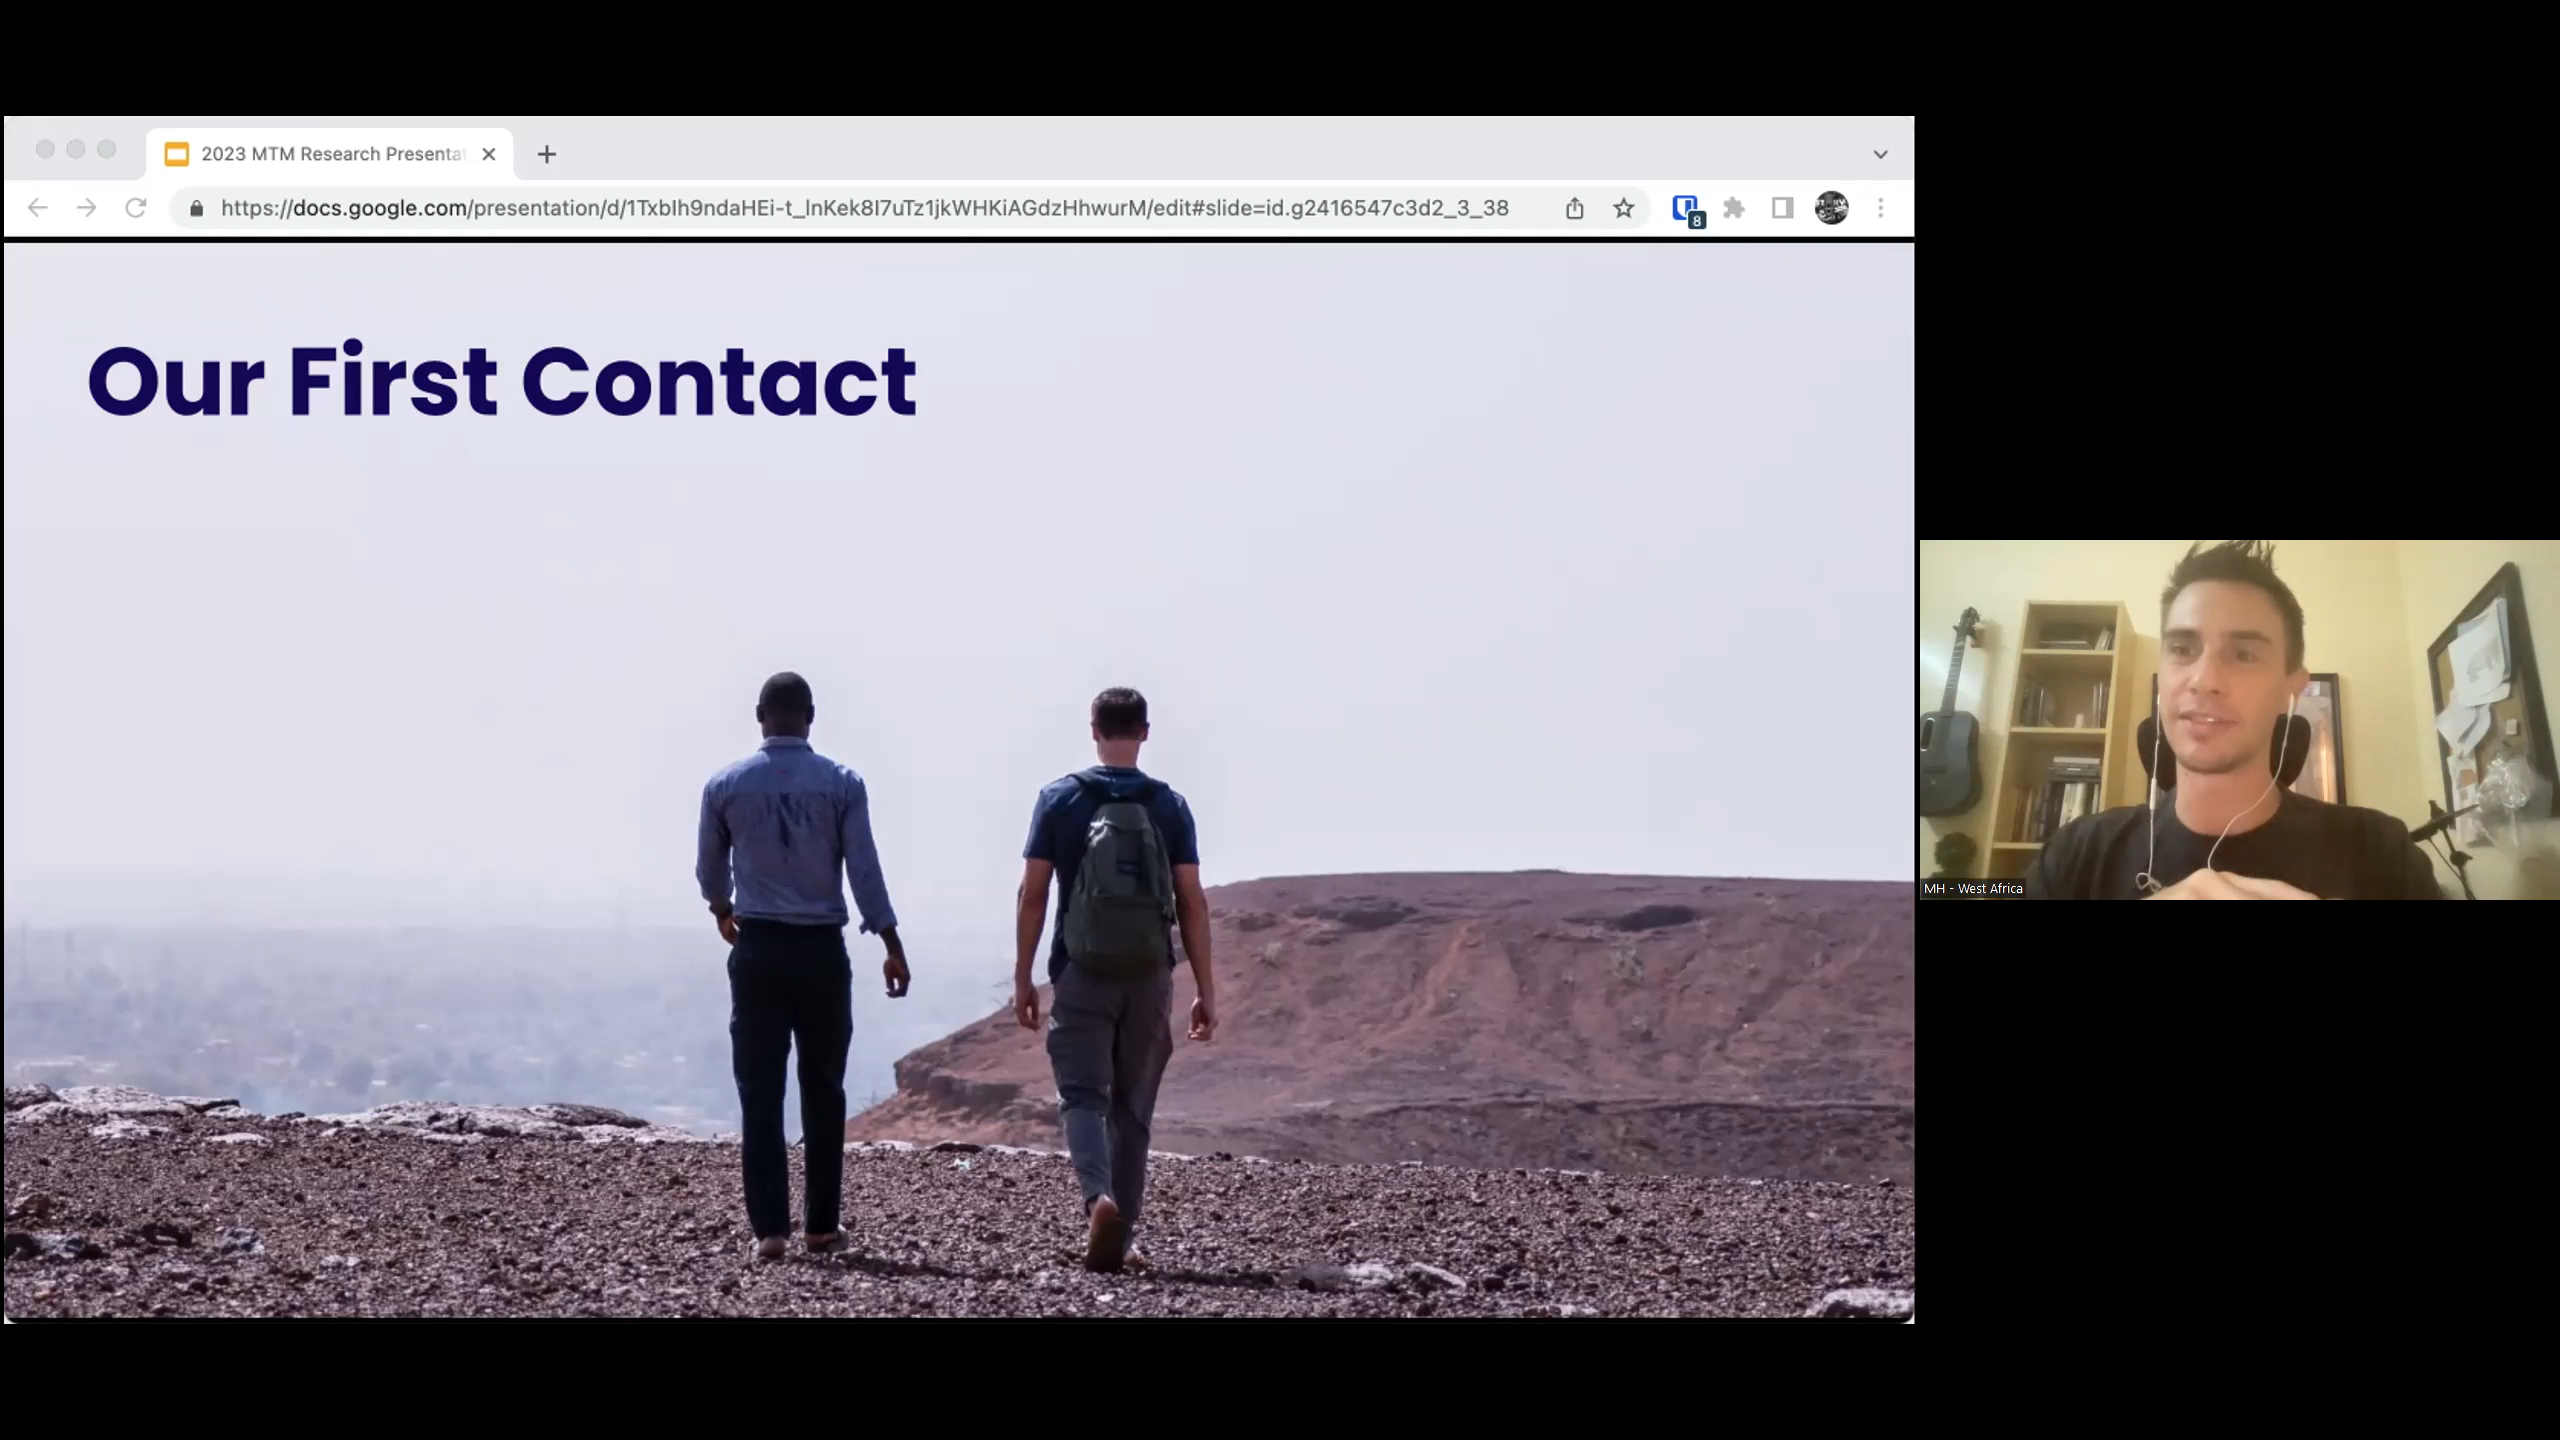 2023 MTM Research Presentat
https://docs.google.com/presentation/d/1TxbIh9ndaHEi-t_lnKek8I7uTz1jkWHKiAGdzHhwurM/edit#slide=id.g2416547c3d2_3_38
8
Our First Contact
MH - West Africa